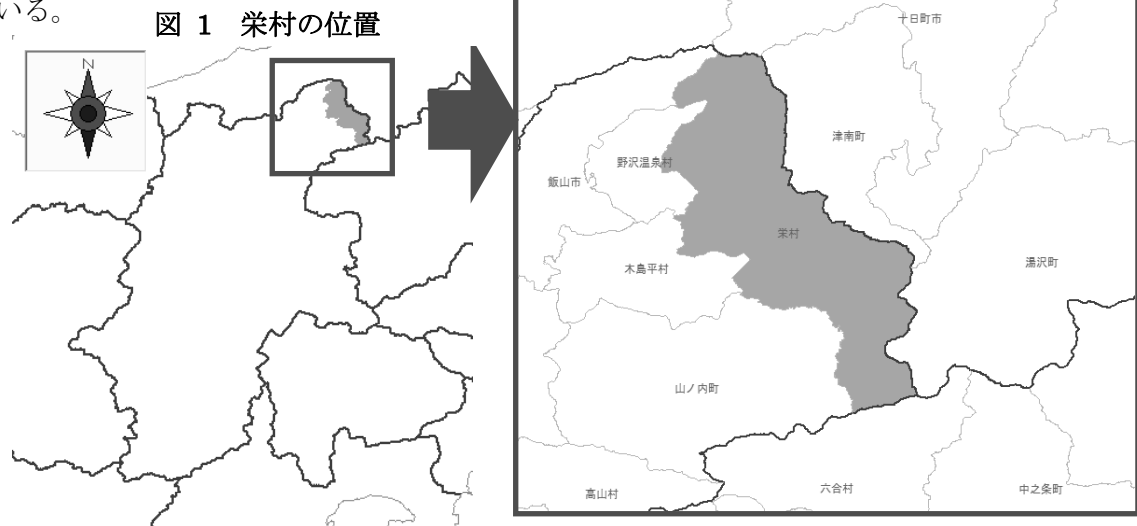 いる。
図 1 栄村の位置
N
十日町市
津南町
野沢温泉村
飯山市
栄村
湯沢町
木島平村
山ノ内町
高山村
六合村
中之条町